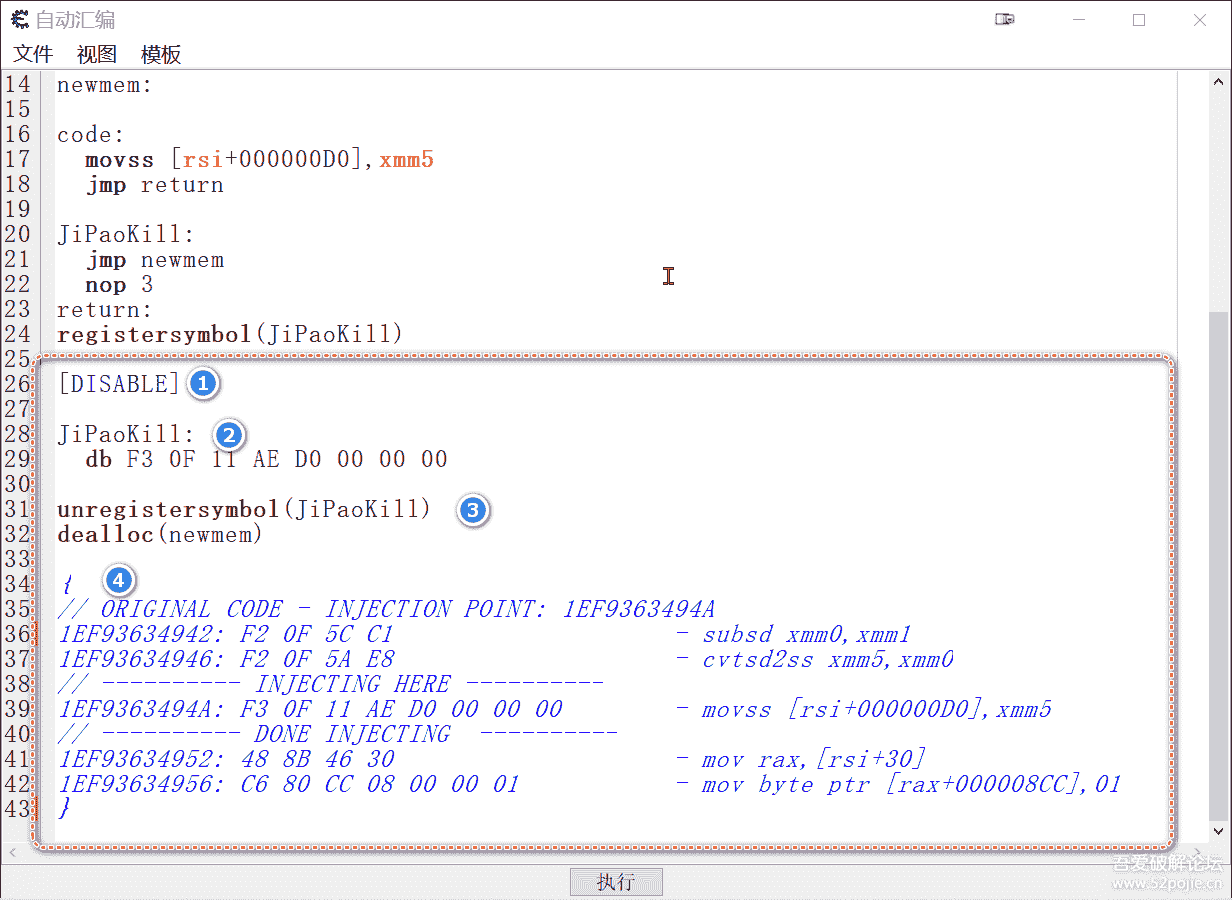 自动汇编
文件 视图 模板
14 newmem:
15
16 code:
17 movss [rsi+000000D0],xmm5
18 jmp return
19
20 JiPaoKill:
21 jmp newmem
22 nop 3
23 return:
24 registersymbol(JiPaoKill)
25
26 [DISABLE] 1
27
28 JiPaoKill: 2
29 db F3 0F 11 AE D0 00 00 00
30
31 unregistersymbol(JiPaoKill) 3
32 dealloc(newmem)
33
34 { 4
35 // ORIGINAL CODE - INJECTION POINT: 1EF9363494A
36 1EF93634942: F2 0F 5C C1 - subsd xmm0,xmm1
37 1EF93634946: F2 0F 5A E8 - cvtsd2ss xmm5,xmm0
38 // ---------- INJECTING HERE ----------
39 1EF9363494A: F3 0F 11 AE D0 00 00 00 - movss [rsi+000000D0],xmm5
40 // ---------- DONE INJECTING ----------
41 1EF93634952: 48 8B 46 30 - mov rax,[rsi+30]
42 1EF93634956: C6 80 CC 08 00 00 01 - mov byte ptr [rax+000008CC],01
43 }
执行
吾爱破解论坛
www.52pojie.cn